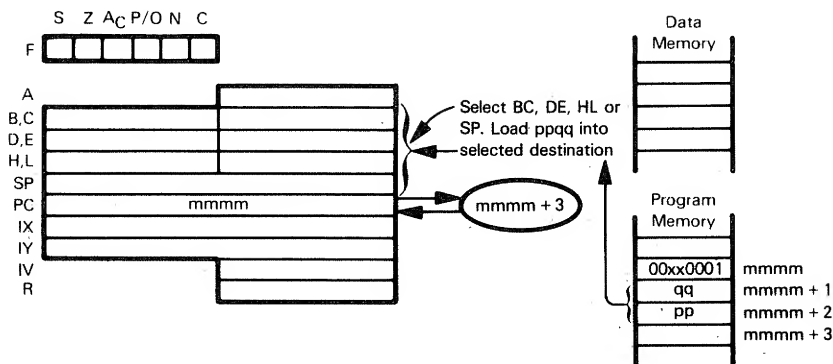 S Z AC P/O N C
F
A
B,C
D,E
H,L
SP
PC mmmm
IX
IY
IV
R
Select BC, DE, HL or
SP. Load ppqq into
selected destination
mmmm + 3
Data
Memory
Program
Memory
00xx0001 mmmm
qq mmmm + 1
pp mmmm + 2
mmmm + 3